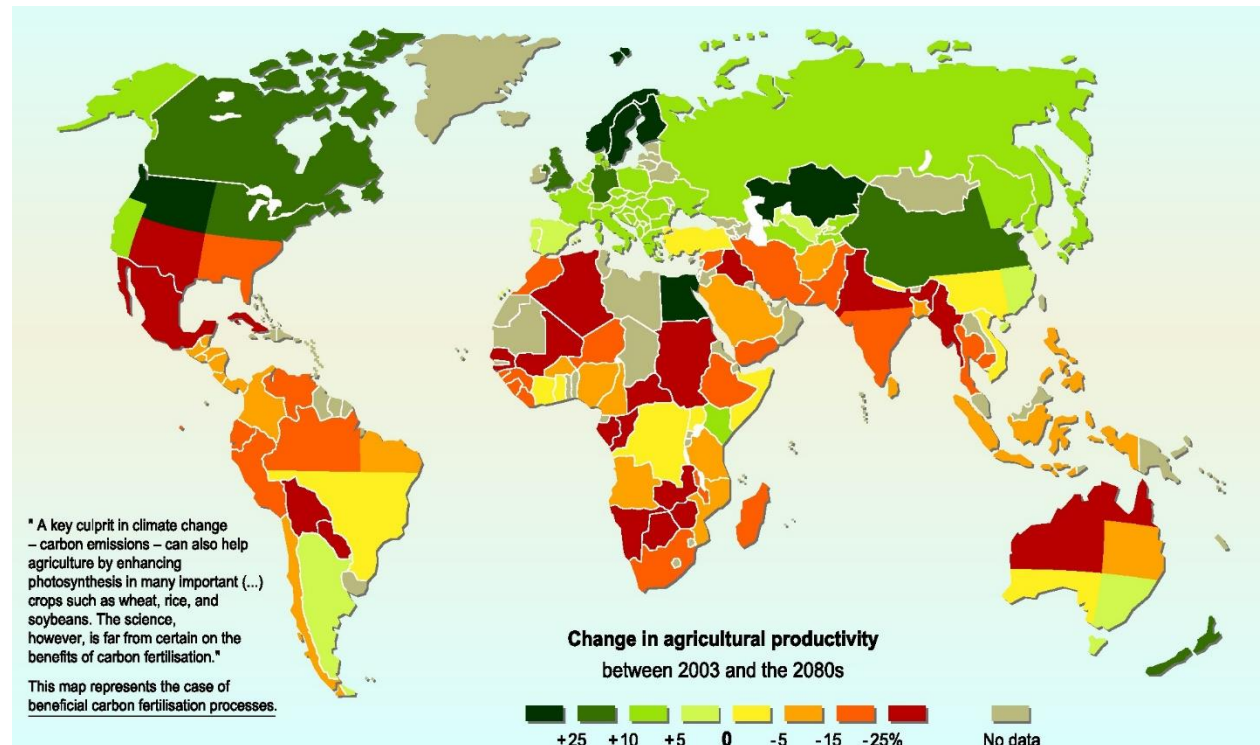 " A key culprit in climate change
– carbon emissions – can also help
agriculture by enhancing
photosynthesis in many important (...)
crops such as wheat, rice, and
soybeans. The science,
however, is far from certain on the
benefits of carbon fertilisation."
This map represents the case of
beneficial carbon fertilisation processes.
Change in agricultural productivity
between 2003 and the 2080s
+25 +10 +5 0 -5 -15 -25% No data